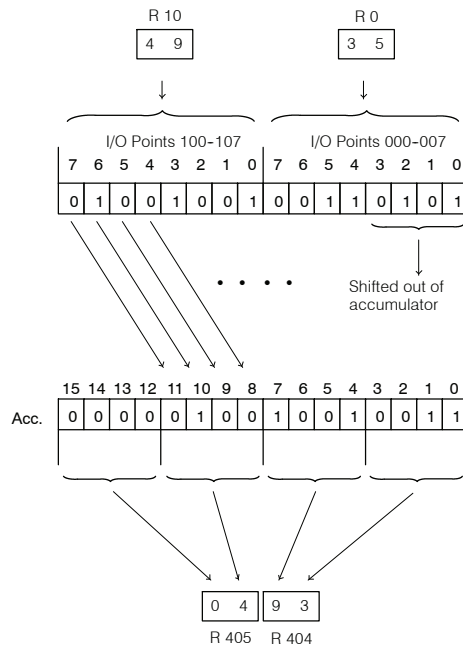 R 10 R 0
4 9 3 5
I/O Points 100-107 I/O Points 000-007
7 6 5 4 3 2 1 0 7 6 5 4 3 2 1 0
0 1 0 0 1 0 0 1 0 0 1 1 0 1 0 1
Shifted out of
accumulator
15 14 13 12 11 10 9 8 7 6 5 4 3 2 1 0
Acc. 0 0 0 0 0 1 0 0 1 0 0 1 0 0 1 1
0 4 9 3
R 405 R 404